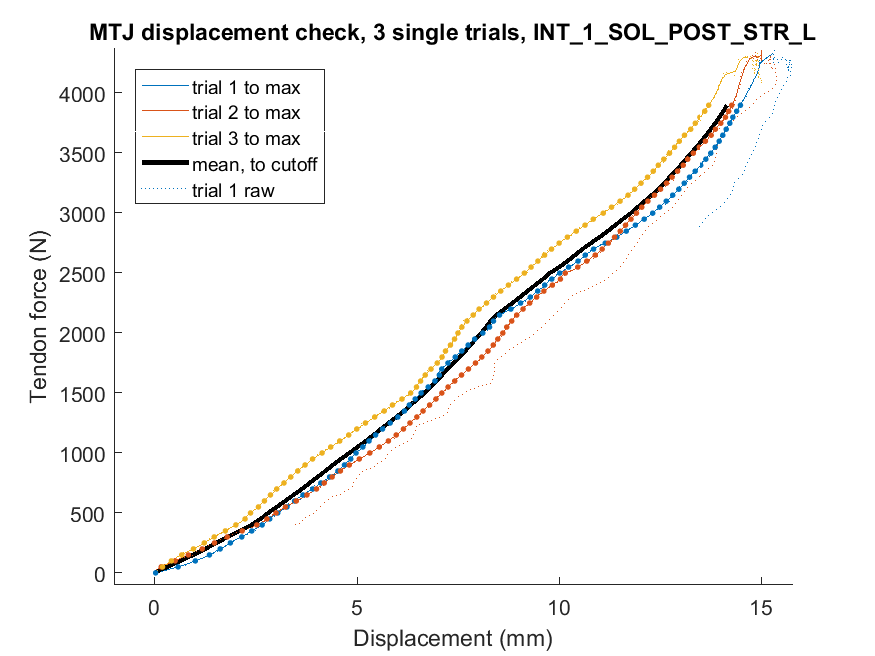 MTJ displacement check, 3 single trials, INT_1_SOL_POST_STR_L
trial 1 to max
trial 2 to max
trial 3 to max
mean, to cutoff
trial 1 raw
4000
3500
3000
2500
2000
1500
1000
500
0
Tendon force (N)
0 5 10 15
Displacement (mm)